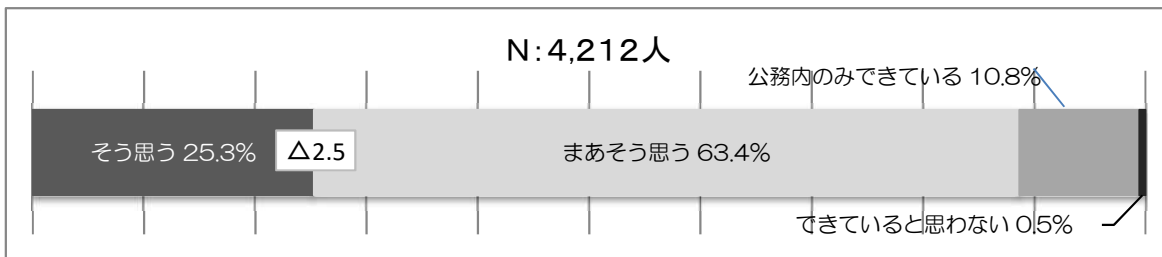 N:4,212人
公務内のみできている 10.8%
そう思う 25.3%
△2.5
まあそう思う 63.4%
できていると思わない 0.5%